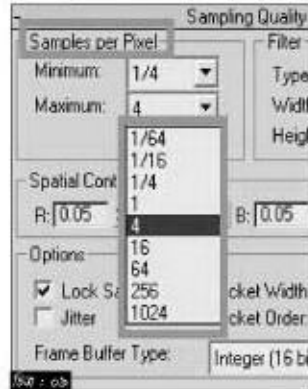 Sampling Quality
Samples per Pixel
Filter
Minimum: 1/4
Type
Maximum: 4
Width
Heig
1/64
1/16
1/4
1
4
16
64
256
1024
Spatial Cont
R: 0.05
B: 0.05
Options
Lock Sa
cket Width
Jitter
cket Order:
Frame Buffer Type:
Integer (16 bi